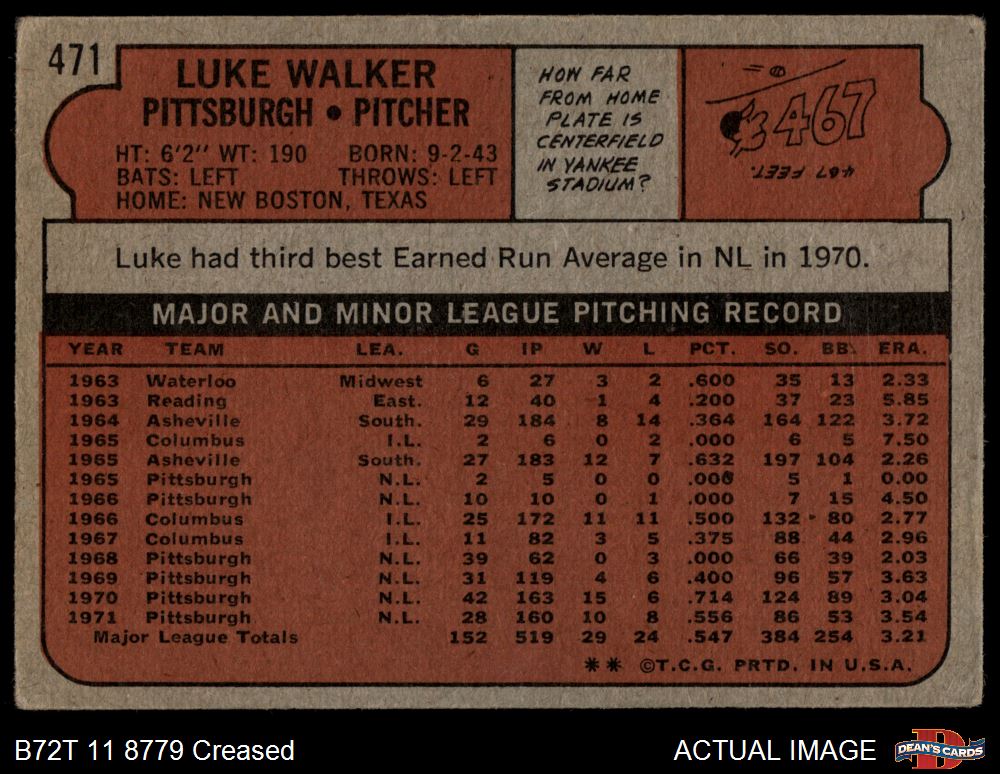 471
LUKE WALKER
PITTSBURGH • PITCHER
HT: 6'2" WT: 190 BORN: 9-2-43
BATS: LEFT THROWS: LEFT
HOME: NEW BOSTON, TEXAS
HOW FAR
FROM HOME
PLATE IS
CENTERFIELD
IN YANKEE
STADIUM?
467
467 FEET.
Luke had third best Earned Run Average in NL in 1970.
MAJOR AND MINOR LEAGUE PITCHING RECORD
YEAR TEAM LEA. G IP W L PCT. SO. BB. ERA.
1963 Waterloo Midwest 6 27 3 2 .600 35 13 2.33
1963 Reading East. 12 40 1 4 .200 37 23 5.85
1964 Asheville South. 29 184 8 14 .364 164 122 3.72
1965 Columbus I.L. 2 6 0 2 .000 6 5 7.50
1965 Asheville South. 27 183 12 7 .632 197 104 2.26
1965 Pittsburgh N.L. 2 5 0 0 .000 5 1 0.00
1966 Pittsburgh N.L. 10 10 0 1 .000 7 15 4.50
1966 Columbus I.L. 25 172 11 11 .500 132 80 2.77
1967 Columbus I.L. 11 82 3 5 .375 88 44 2.96
1968 Pittsburgh N.L. 39 62 0 3 .000 66 39 2.03
1969 Pittsburgh N.L. 31 119 4 6 .400 96 57 3.63
1970 Pittsburgh N.L. 42 163 15 6 .714 124 89 3.04
1971 Pittsburgh N.L. 28 160 10 8 .556 86 53 3.54
Major League Totals 152 519 29 24 .547 384 254 3.21
** ©T.C.G. PRTD. IN U.S.A.
B72T 11 8779 Creased
ACTUAL IMAGE
D
DEAN'S CARDS